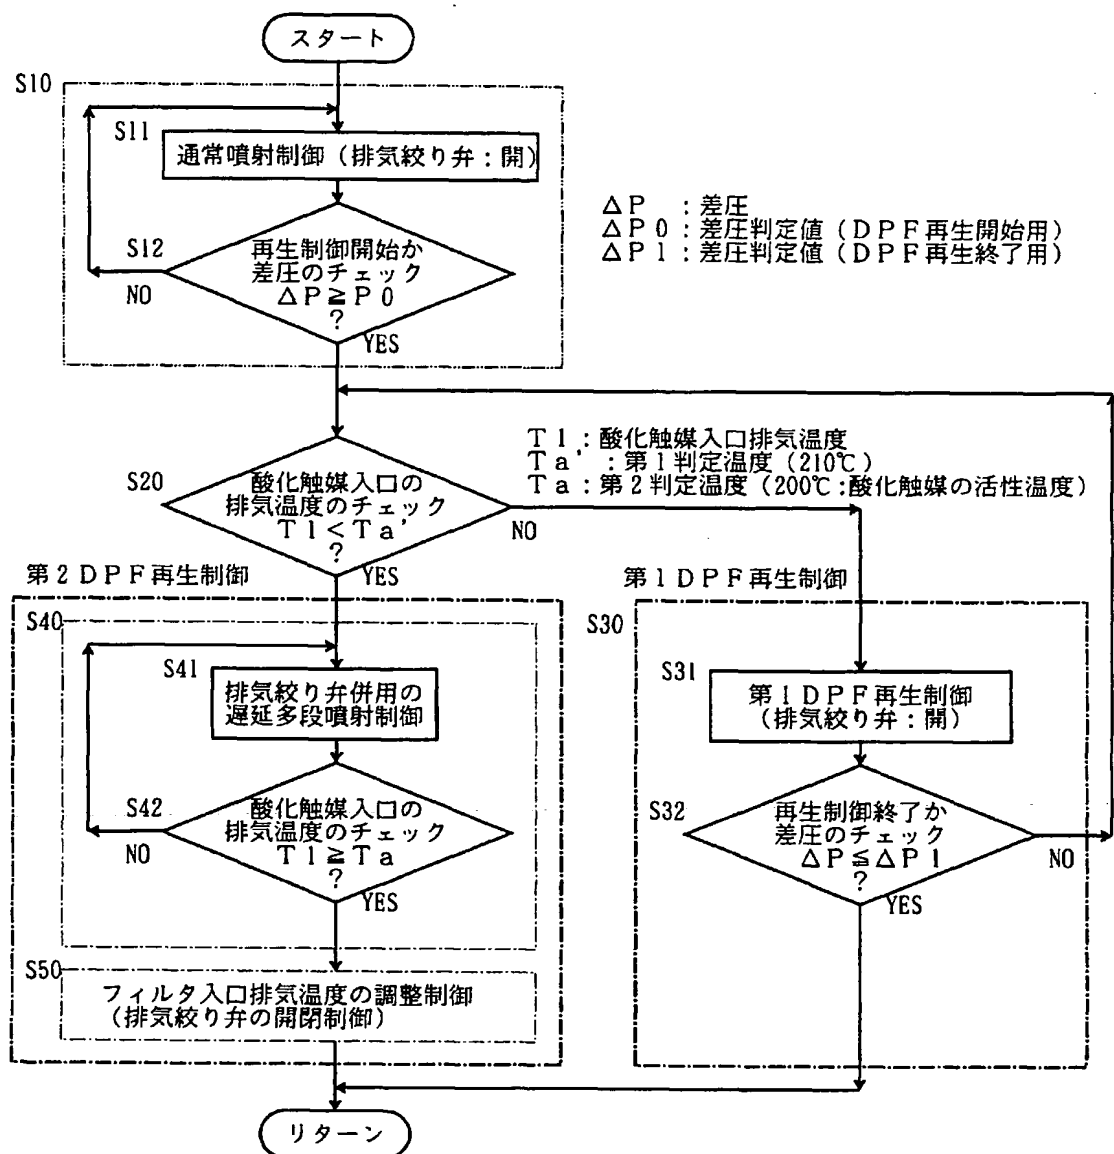 スタート
S10
S11
通常噴射制御(排気絞り弁:開)
ΔP :差圧
ΔP0:差圧判定値(DPF再生開始用)
ΔP1:差圧判定値(DPF再生終了用)
S12
再生制御開始か
差圧のチェック
ΔP≧P0
?
NO
YES
T1:酸化触媒入口排気温度
Ta':第1判定温度(210℃)
Ta:第2判定温度(200℃:酸化触媒の活性温度)
S20
酸化触媒入口の
排気温度のチェック
T1<Ta'
?
NO
YES
第2DPF再生制御
第1DPF再生制御
S40
S30
S41
排気絞り弁併用の
遅延多段噴射制御
S31
第1DPF再生制御
(排気絞り弁:開)
S42
酸化触媒入口の
排気温度のチェック
T1≧Ta
?
NO
YES
S32
再生制御終了か
差圧のチェック
ΔP≦ΔP1
?
NO
YES
S50
フィルタ入口排気温度の調整制御
(排気絞り弁の開閉制御)
リターン